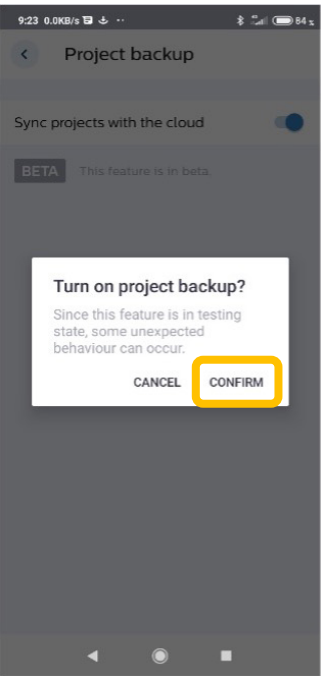 9:23 0.0KB/s 84
Project backup
Sync projects with the cloud
BETA This feature is in beta.
Turn on project backup?
Since this feature is in testing
state, some unexpected
behaviour can occur.
CANCEL CONFIRM